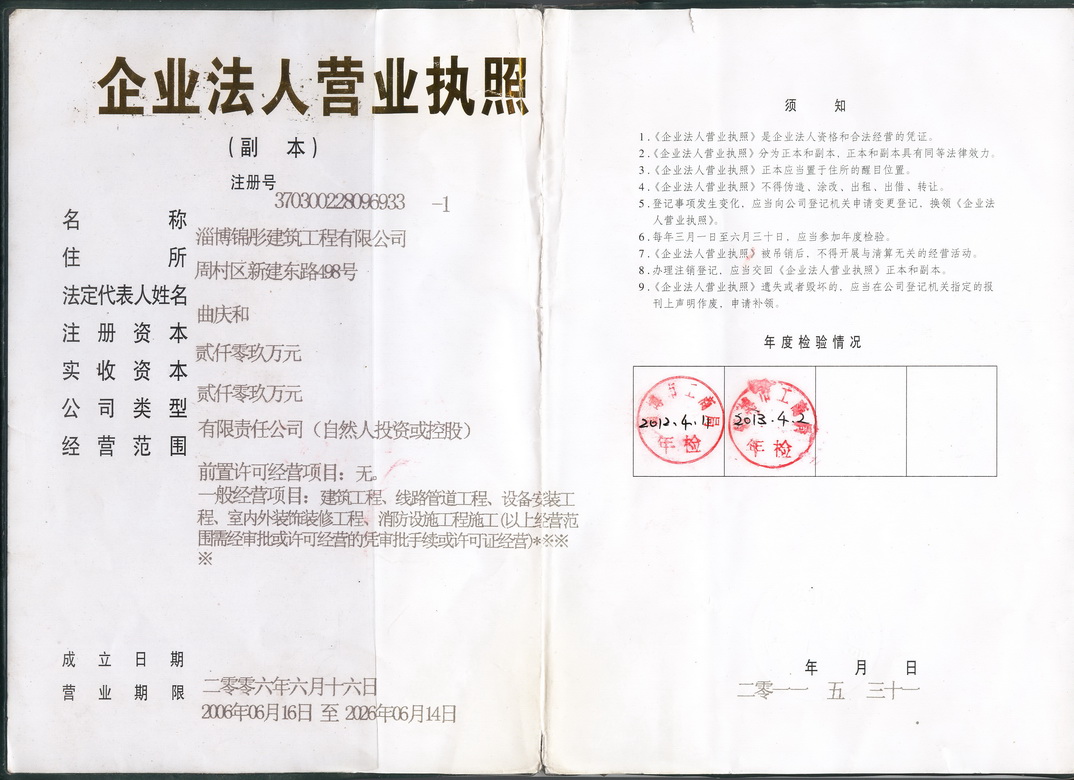 企业法人营业执照
(副 本)
注册号
370300228096933 -1
名 称
淄博锦彤建筑工程有限公司
住 所
周村区新建东路498号
法定代表人姓名
曲庆和
注 册 资 本
贰仟零玖万元
实 收 资 本
贰仟零玖万元
公 司 类 型
有限责任公司（自然人投资或控股）
经 营 范 围
前置许可经营项目：无。
一般经营项目：建筑工程、线路管道工程、设备安装工
程、室内外装饰装修工程、消防设施工程施工(以上经营范
围需经审批或许可经营的凭审批手续或许可证经营)*※※
※
成 立 日 期
二零零六年六月十六日
营 业 期 限
2006年06月16日 至 2026年06月14日
须 知
1.《企业法人营业执照》是企业法人资格和合法经营的凭证。
2.《企业法人营业执照》分为正本和副本，正本和副本具有同等法律效力。
3.《企业法人营业执照》正本应当置于住所的醒目位置。
4.《企业法人营业执照》不得伪造、涂改、出租、出借、转让。
5.登记事项发生变化，应当向公司登记机关申请变更登记，换领《企业法
人营业执照》。
6.每年三月一日至六月三十日，应当参加年度检验。
7.《企业法人营业执照》被吊销后，不得开展与清算无关的经营活动。
8.办理注销登记，应当交回《企业法人营业执照》正本和副本。
9.《企业法人营业执照》遗失或者毁坏的，应当在公司登记机关指定的报
刊上声明作废，申请补领。
年度检验情况
市工商局
2012.4.11
年检
市工商局
2013.4.2
年检
年 月 日
二零一一 五 三十一